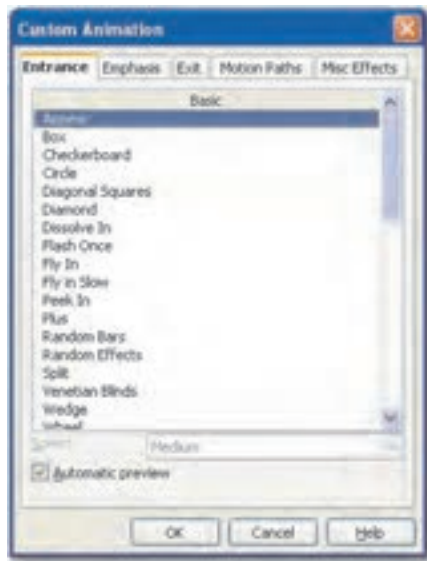 Custom Animation
Entrance Emphasis Exit Motion Paths Misc Effects
Basic
Appear
Box
Checkerboard
Circle
Diagonal Squares
Diamond
Dissolve In
Flash Once
Fly In
Fly in Slow
Peek In
Plus
Random Bars
Random Effects
Split
Venetian Blinds
Wedge
Wheel
Speed Medium
Automatic preview
OK Cancel Help